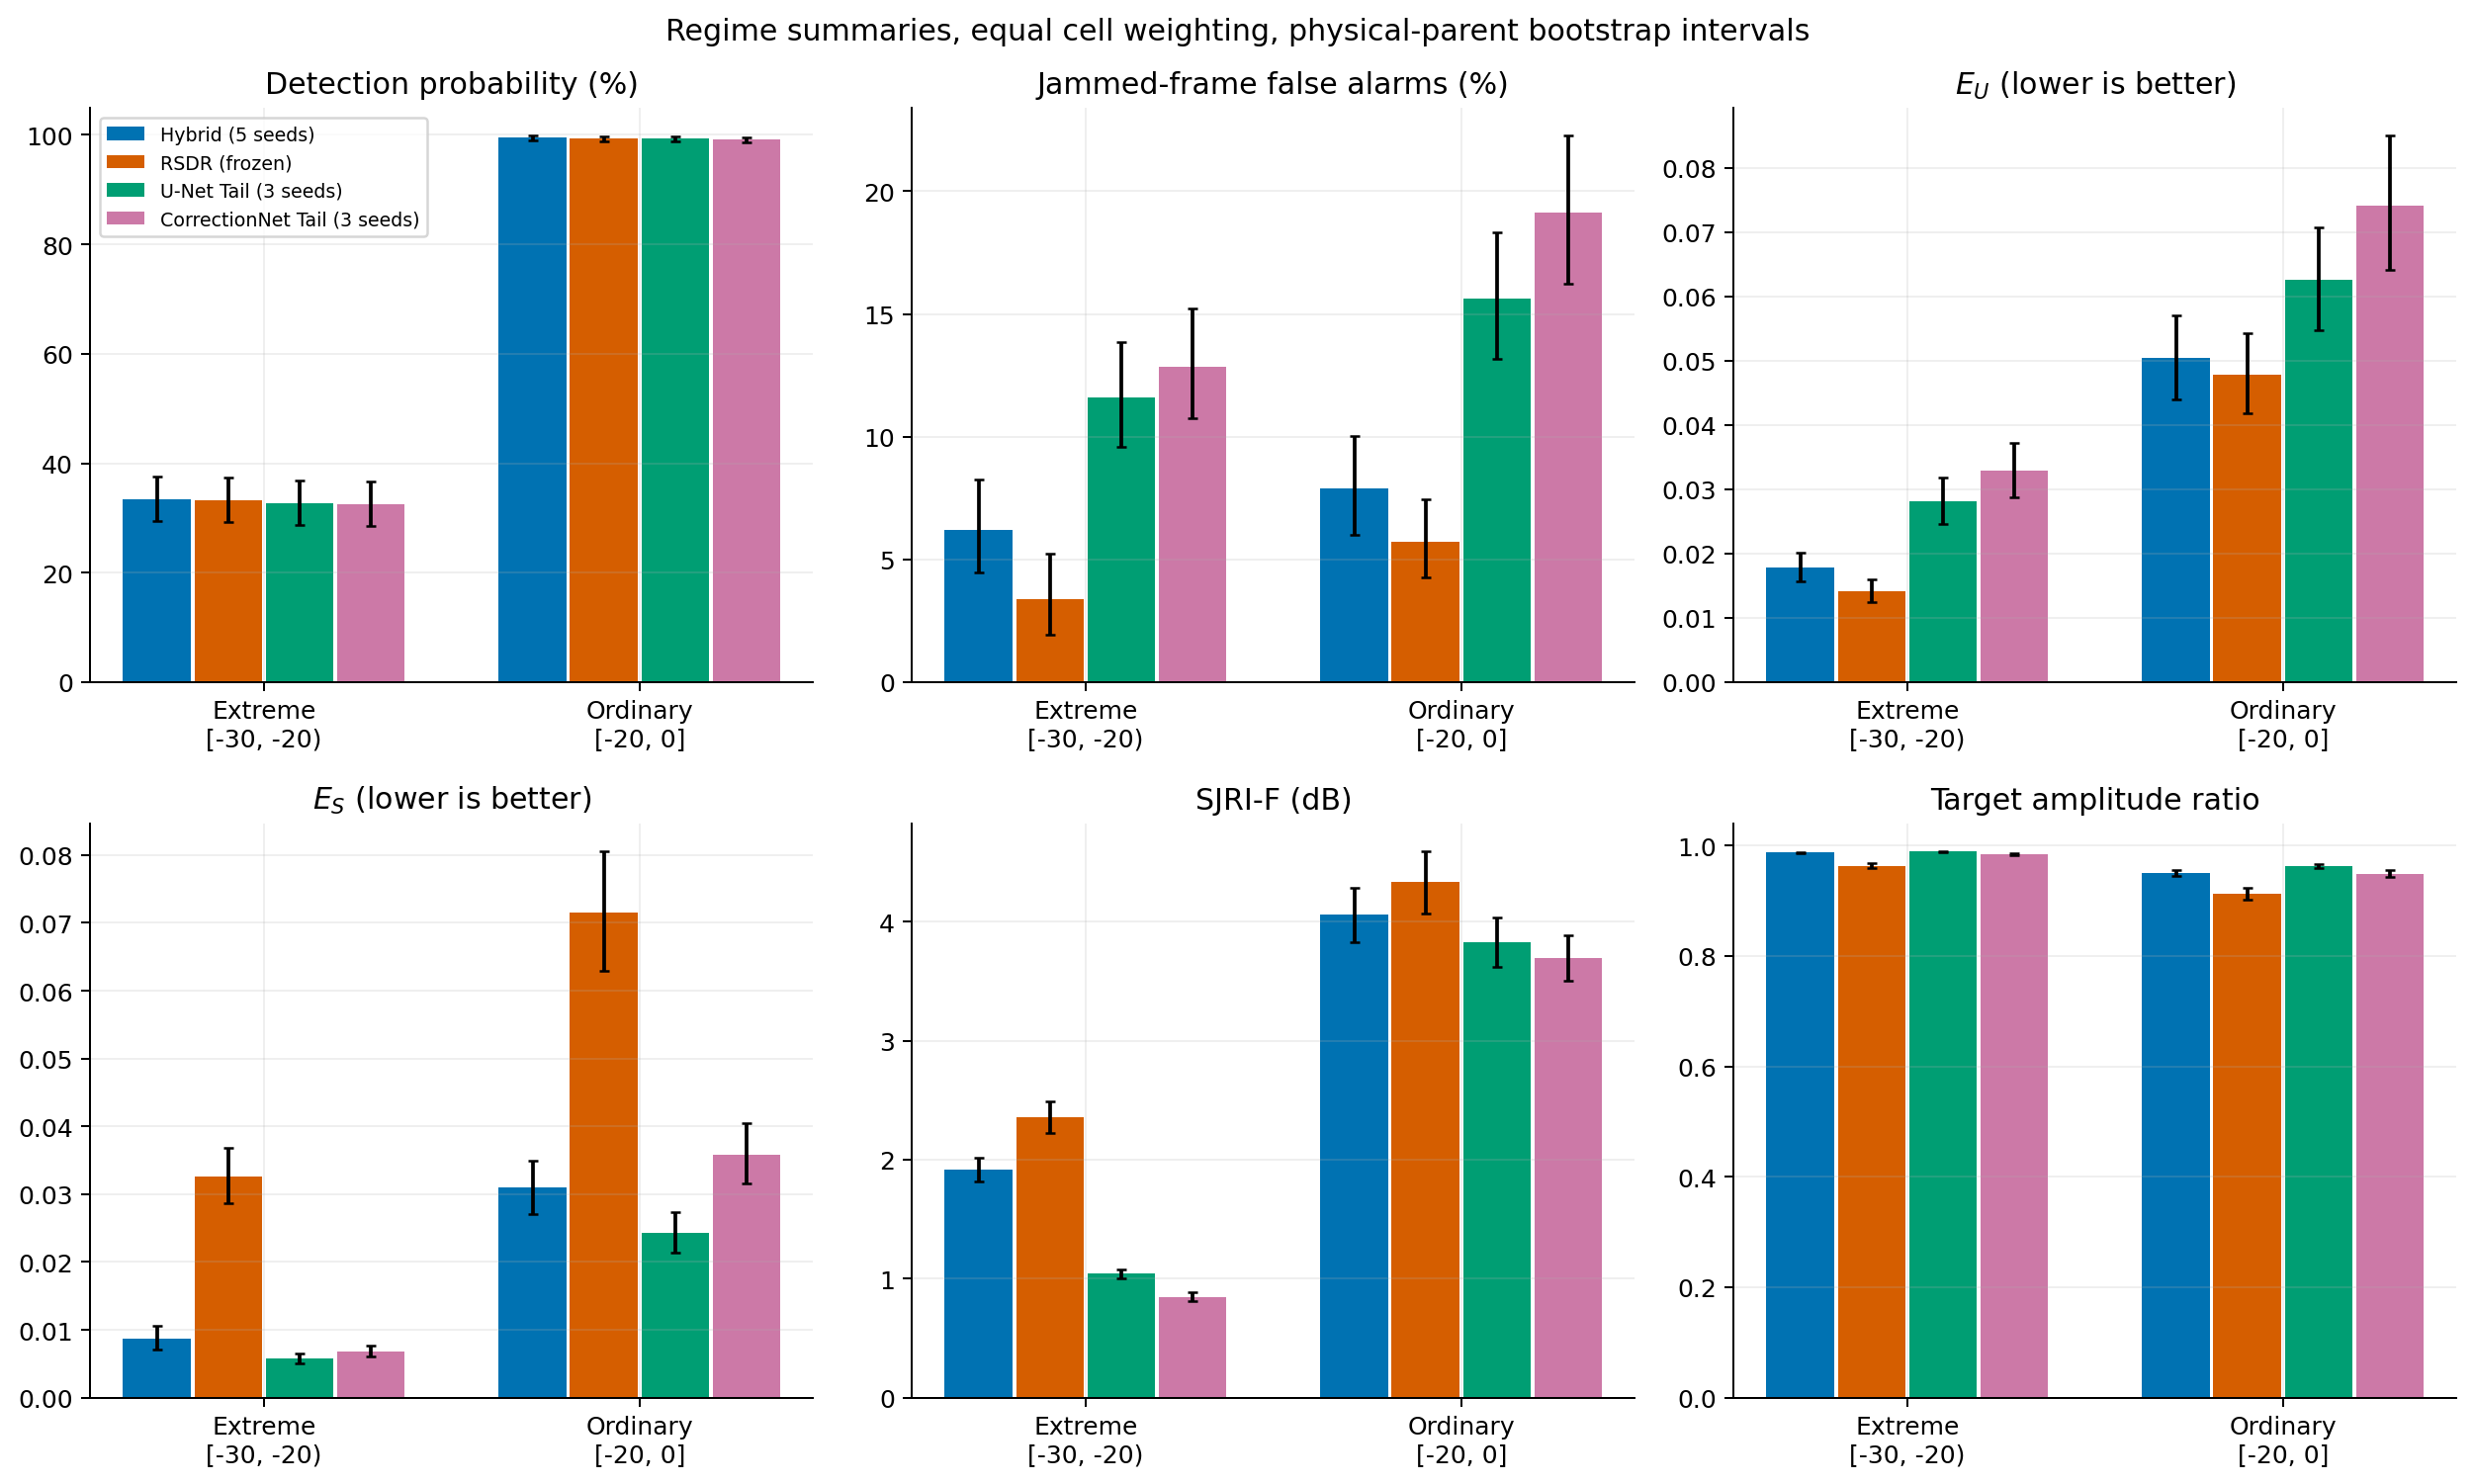 Regime summaries, equal cell weighting, physical-parent bootstrap intervals
Detection probability (%)
100
80
60
40
20
0
Hybrid (5 seeds)
RSDR (frozen)
U-Net Tail (3 seeds)
CorrectionNet Tail (3 seeds)
Extreme
[-30, -20)
Ordinary
[-20, 0]
Jammed-frame false alarms (%)
20
15
10
5
0
Extreme
[-30, -20)
Ordinary
[-20, 0]
E_U (lower is better)
0.08
0.07
0.06
0.05
0.04
0.03
0.02
0.01
0.00
Extreme
[-30, -20)
Ordinary
[-20, 0]
E_S (lower is better)
0.08
0.07
0.06
0.05
0.04
0.03
0.02
0.01
0.00
Extreme
[-30, -20)
Ordinary
[-20, 0]
SJRI-F (dB)
4
3
2
1
0
Extreme
[-30, -20)
Ordinary
[-20, 0]
Target amplitude ratio
1.0
0.8
0.6
0.4
0.2
0.0
Extreme
[-30, -20)
Ordinary
[-20, 0]